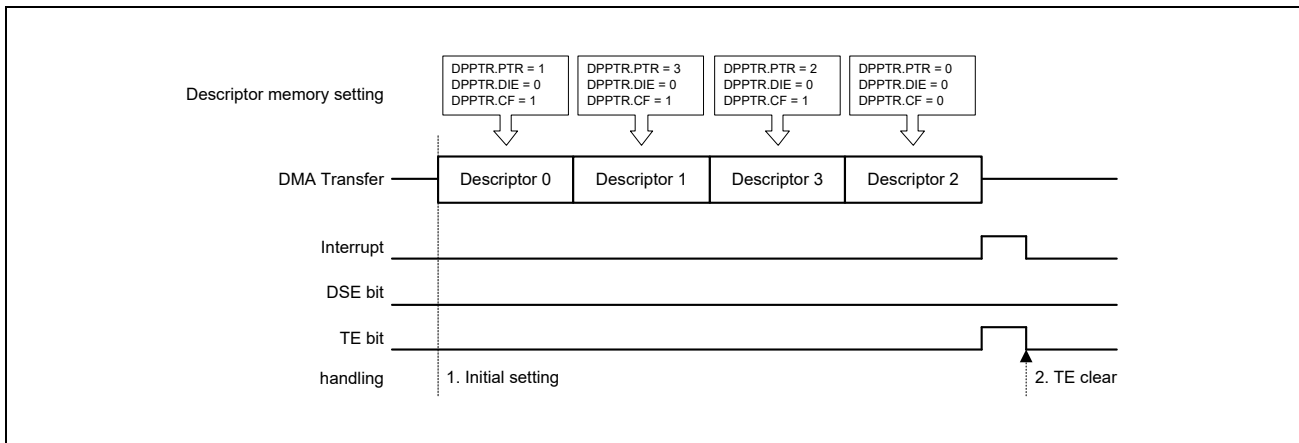 Descriptor memory setting
DPPTR.PTR = 1
DPPTR.DIE = 0
DPPTR.CF = 1
DPPTR.PTR = 3
DPPTR.DIE = 0
DPPTR.CF = 1
DPPTR.PTR = 2
DPPTR.DIE = 0
DPPTR.CF = 1
DPPTR.PTR = 0
DPPTR.DIE = 0
DPPTR.CF = 0
DMA Transfer
Descriptor 0
Descriptor 1
Descriptor 3
Descriptor 2
Interrupt
DSE bit
TE bit
handling
1. Initial setting
2. TE clear